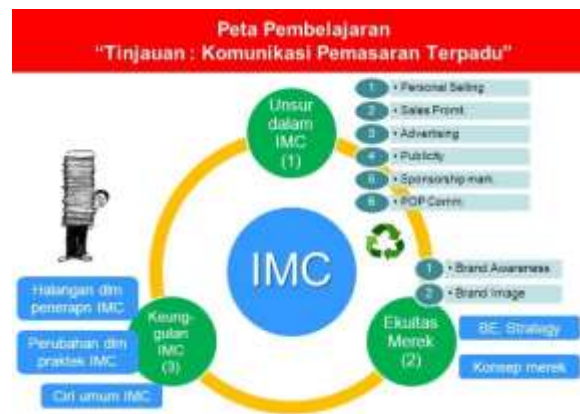 Peta Pembelajaran
"Tinjauan : Komunikasi Pemasaran Terpadu"
Unsur
dalam
IMC
(1)
1 • Personal Selling
2 • Sales Promt.
3 • Advertising
4 • Publicity
5 • Sponsorship mark.
6 • POP Comm.
IMC
1 • Brand Awareness
2 • Brand Image
Ekuitas
Merek
(2)
BE. Strategy
Konsep merek
Keung-
gulan
IMC
(3)
Halangan dlm
penerapn IMC
Perubahan dlm
praktek IMC
Ciri umum IMC